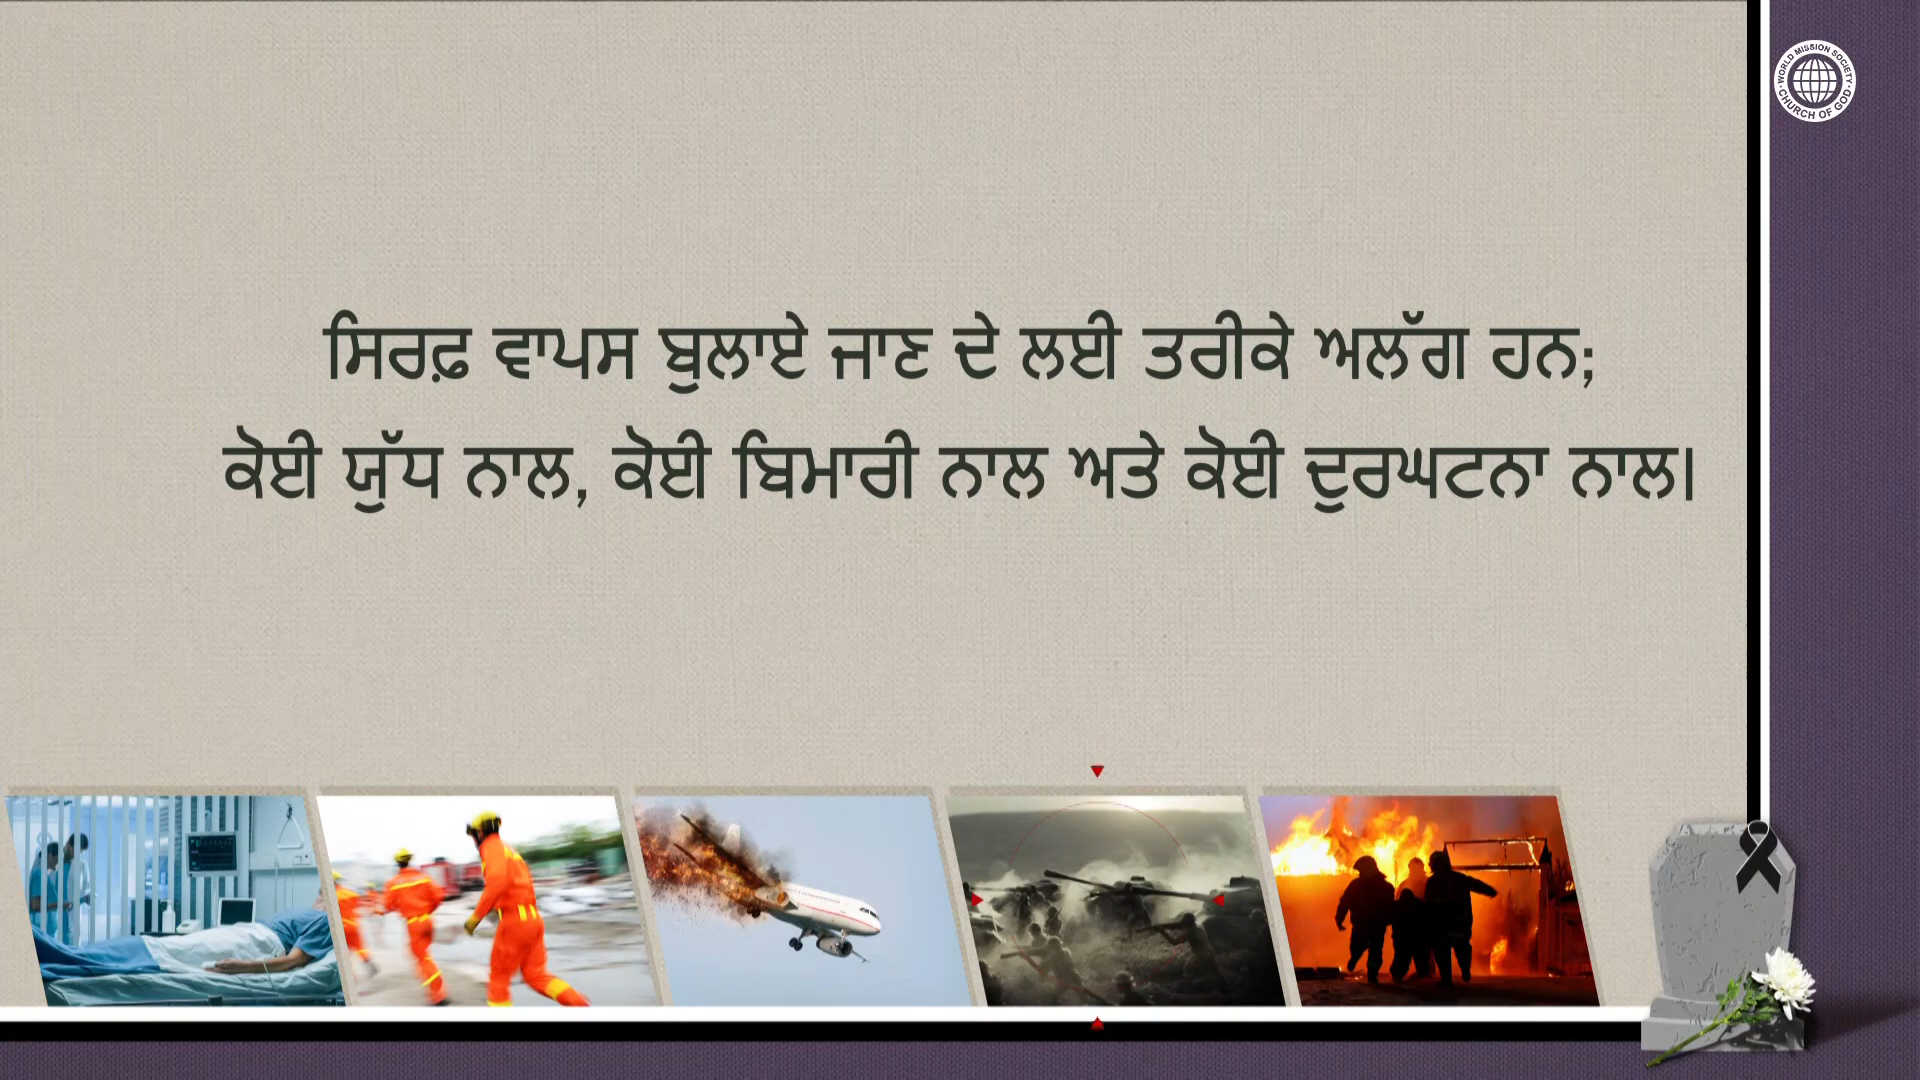 WORLD MISSION SOCIETY
CHURCH OF GOD
ਸਿਰਫ਼ ਵਾਪਸ ਬੁਲਾਏ ਜਾਣ ਦੇ ਲਈ ਤਰੀਕੇ ਅਲੱਗ ਹਨ;
ਕੋਈ ਯੁੱਧ ਨਾਲ, ਕੋਈ ਬਿਮਾਰੀ ਨਾਲ ਅਤੇ ਕੋਈ ਦੁਰਘਟਨਾ ਨਾਲ।